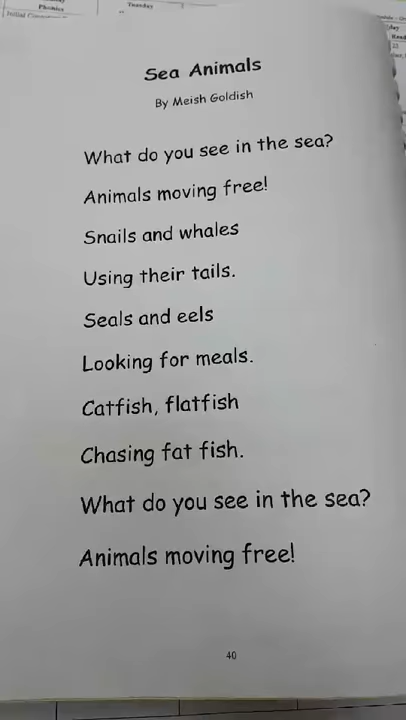 Phonics
Tuesday
Sea Animals
By Meish Goldish
What do you see in the sea?
Animals moving free!
Snails and whales
Using their tails.
Seals and eels
Looking for meals.
Catfish, flatfish
Chasing fat fish.
What do you see in the sea?
Animals moving free!
40